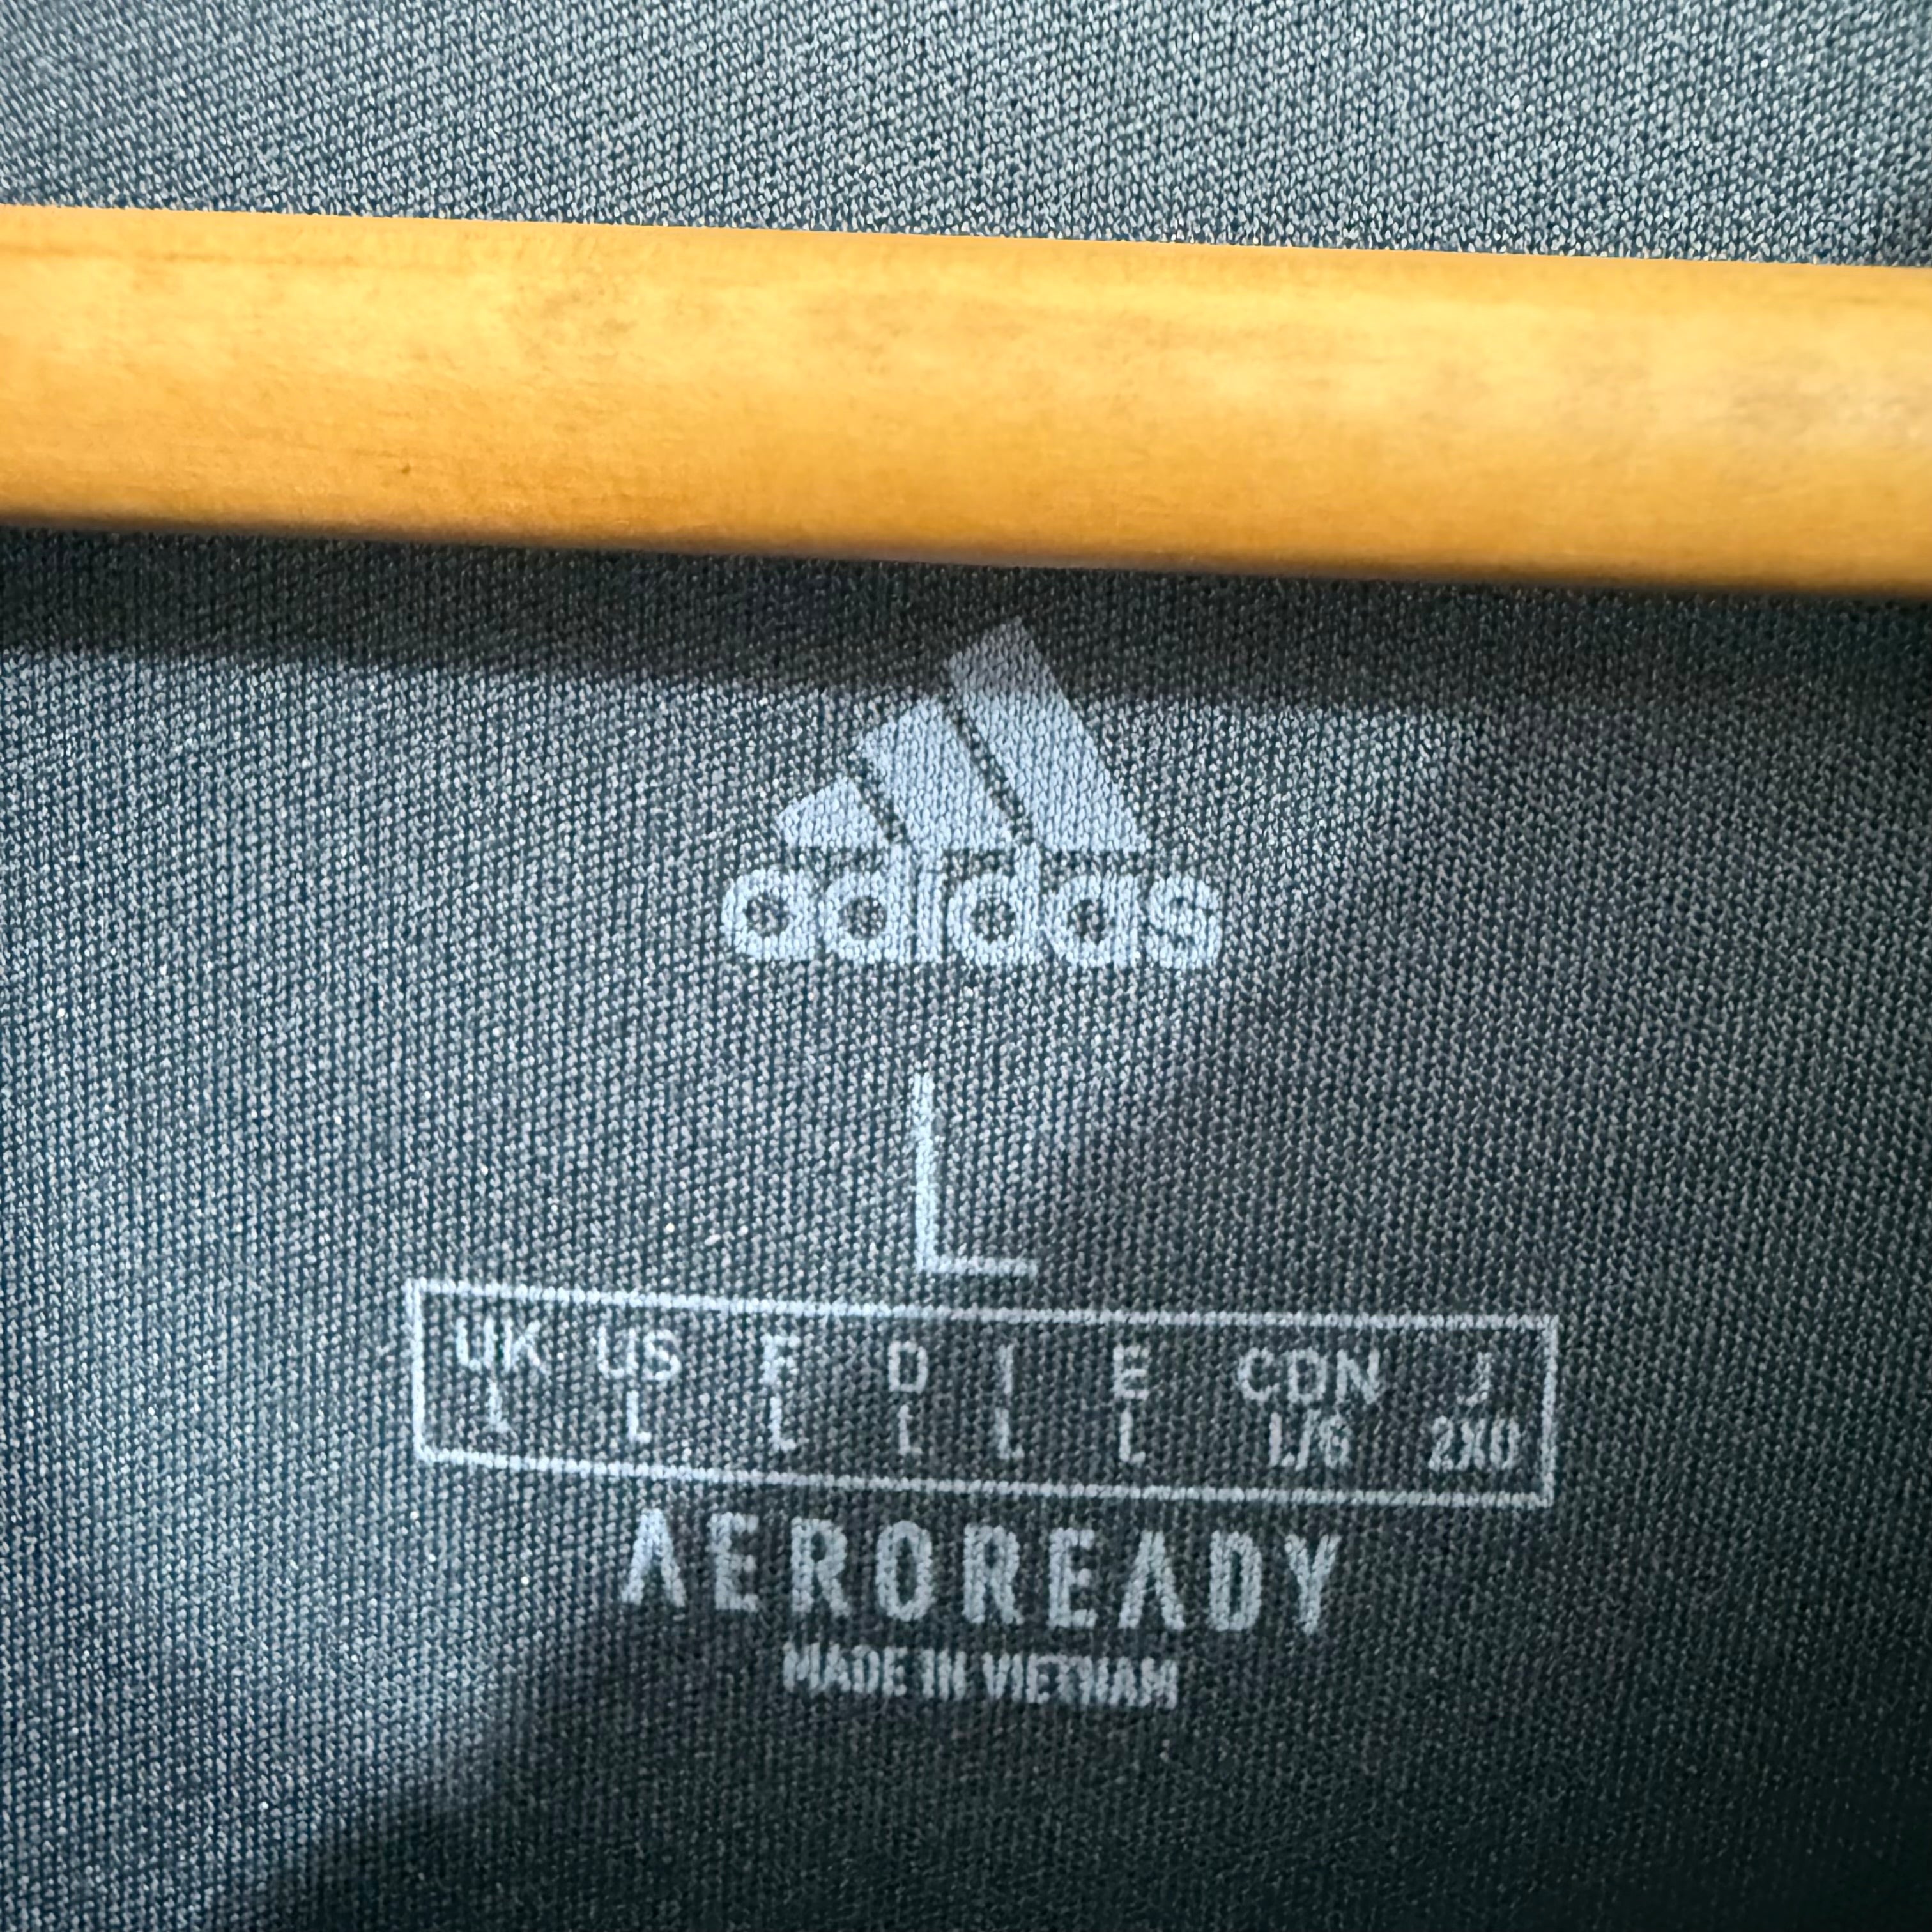 adidas
L
UK US F D I E CDN J
L L L L L L L/G 2XO
AEROREADY
MADE IN VIETNAM